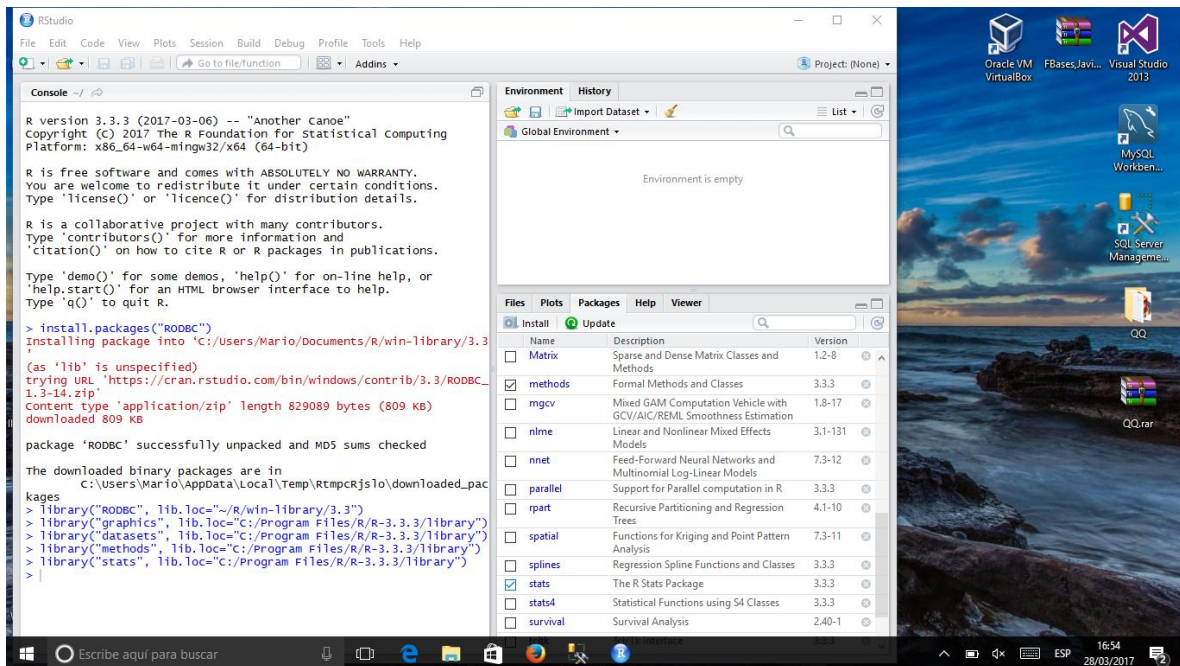 RStudio
File Edit Code View Plots Session Build Debug Profile Tools Help
Go to file/function Addins Project: (None)
Console ~/
R version 3.3.3 (2017-03-06) -- "Another Canoe"
Copyright (C) 2017 The R Foundation for Statistical Computing
Platform: x86_64-w64-mingw32/x64 (64-bit)
R is free software and comes with ABSOLUTELY NO WARRANTY.
You are welcome to redistribute it under certain conditions.
Type 'license()' or 'licence()' for distribution details.
R is a collaborative project with many contributors.
Type 'contributors()' for more information and
'citation()' on how to cite R or R packages in publications.
Type 'demo()' for some demos, 'help()' for on-line help, or
'help.start()' for an HTML browser interface to help.
Type 'q()' to quit R.
> install.packages("RODBC")
Installing package into ‘C:/Users/Mario/Documents/R/win-library/3.3
’
(as ‘lib’ is unspecified)
trying URL 'https://cran.rstudio.com/bin/windows/contrib/3.3/RODBC_
1.3-14.zip'
Content type 'application/zip' length 829089 bytes (809 KB)
downloaded 809 KB
package ‘RODBC’ successfully unpacked and MD5 sums checked
The downloaded binary packages are in
C:\Users\Mario\AppData\Local\Temp\RtmpcRjslo\downloaded_pac
kages
> library("RODBC", lib.loc="~/R/win-library/3.3")
> library("graphics", lib.loc="C:/Program Files/R/R-3.3.3/library")
> library("datasets", lib.loc="C:/Program Files/R/R-3.3.3/library")
> library("methods", lib.loc="C:/Program Files/R/R-3.3.3/library")
> library("stats", lib.loc="C:/Program Files/R/R-3.3.3/library")
>
Environment History
Import Dataset List
Global Environment
Environment is empty
Files Plots Packages Help Viewer
Install Update
Name Description Version
Matrix Sparse and Dense Matrix Classes and 1.2-8
Methods
methods Formal Methods and Classes 3.3.3
mgcv Mixed GAM Computation Vehicle with 1.8-17
GCV/AIC/REML Smoothness Estimation
nlme Linear and Nonlinear Mixed Effects 3.1-131
Models
nnet Feed-Forward Neural Networks and 7.3-12
Multinomial Log-Linear Models
parallel Support for Parallel computation in R 3.3.3
rpart Recursive Partitioning and Regression 4.1-10
Trees
spatial Functions for Kriging and Point Pattern 7.3-11
Analysis
splines Regression Spline Functions and Classes 3.3.3
stats The R Stats Package 3.3.3
stats4 Statistical Functions using S4 Classes 3.3.3
survival Survival Analysis 2.40-1
Oracle VM
VirtualBox
FBases,Javi...
Visual Studio
2013
MySQL
Workben...
SQL Server
Manageme...
QQ
QQ.rar
Escribe aquí para buscar
ESP
16:54
28/03/2017